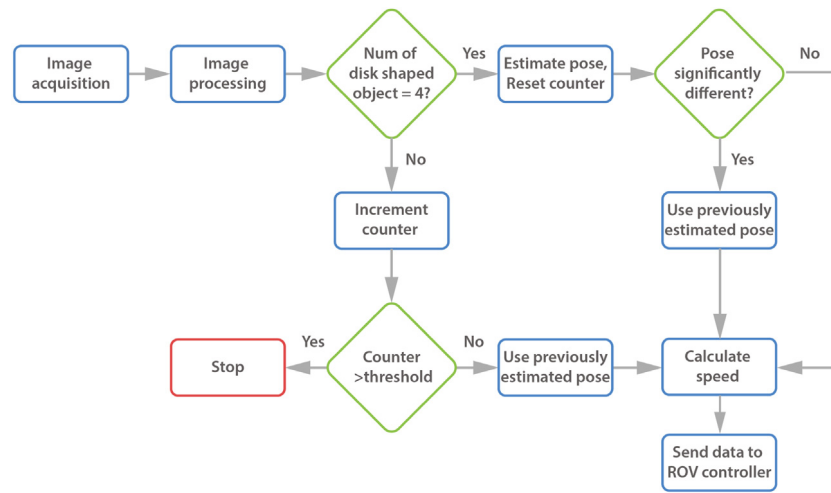 Image
acquisition
Image
processing
Num of
disk shaped
object = 4?
Yes
Estimate pose,
Reset counter
Pose
significantly
different?
No
No
Yes
Increment
counter
Use previously
estimated pose
Stop
Yes
Counter
>threshold
No
Use previously
estimated pose
Calculate
speed
Send data to
ROV controller